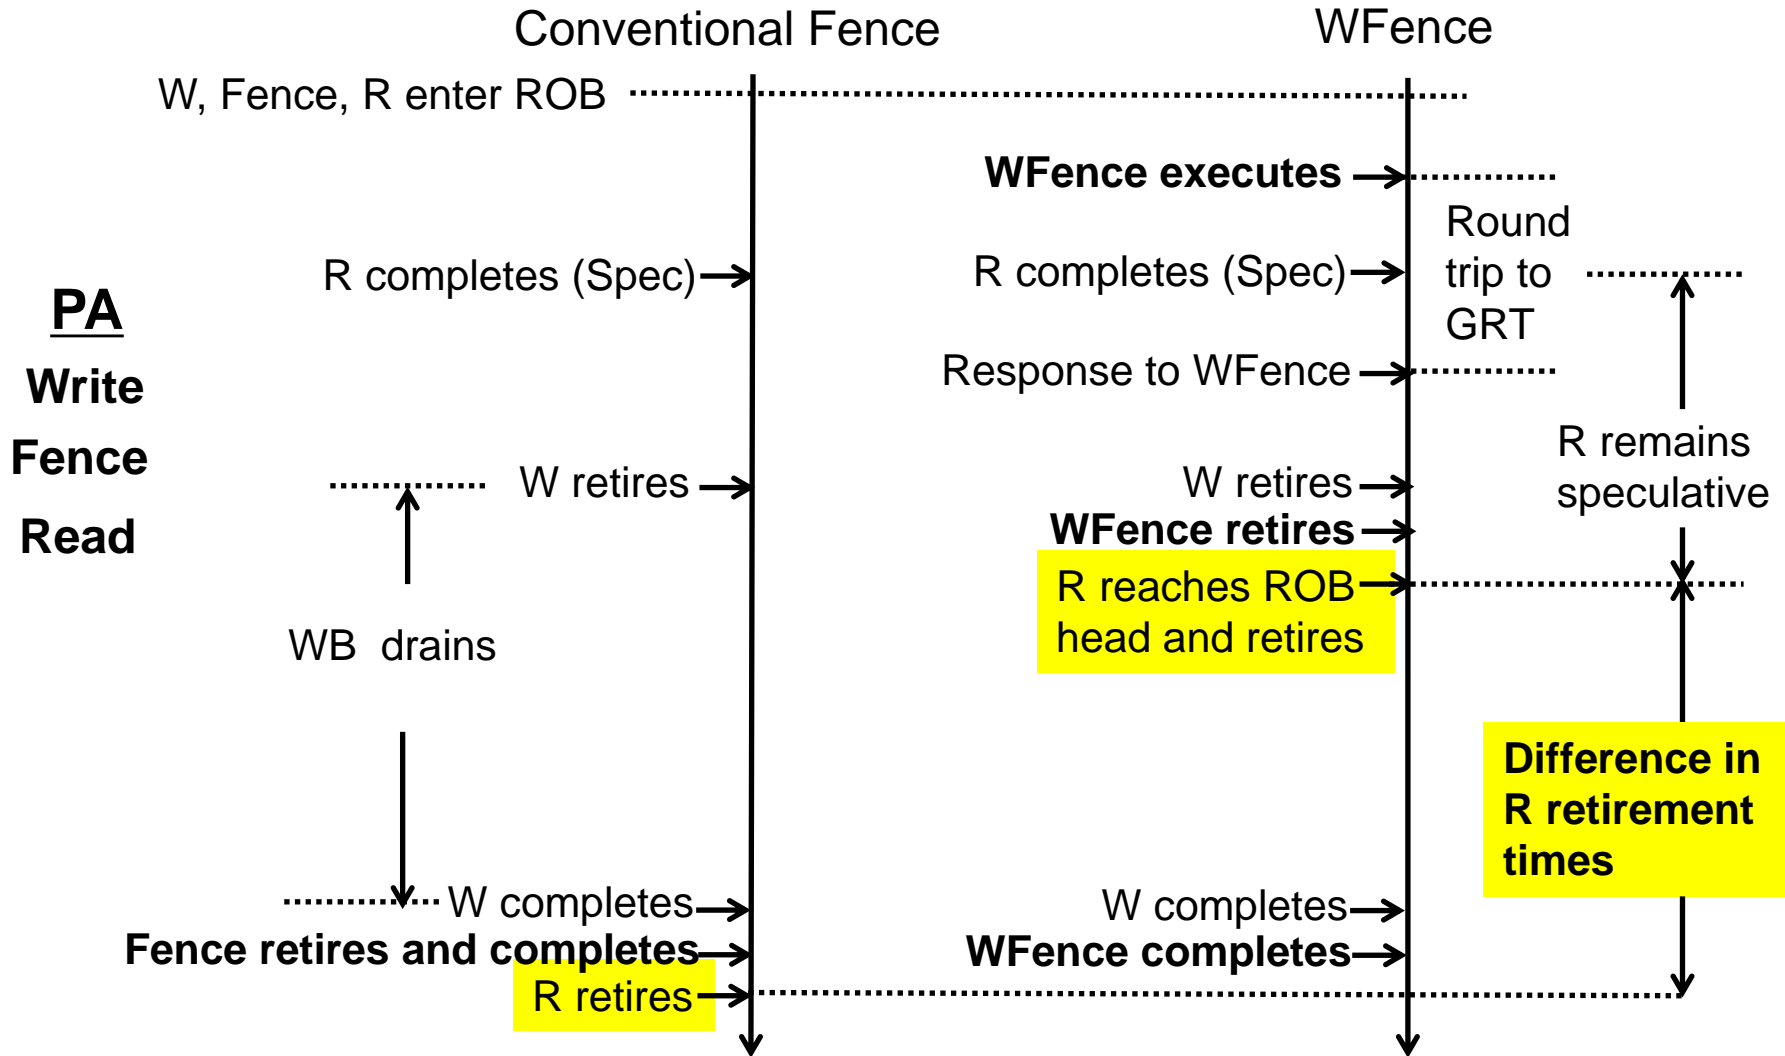 Conventional Fence
WFence
W, Fence, R enter ROB
WFence executes
Round
trip to
GRT
R completes (Spec)
R completes (Spec)
PA
Write
Fence
Read
Response to WFence
R remains
speculative
W retires
W retires
WFence retires
R reaches ROB
head and retires
WB drains
Difference in
R retirement
times
W completes
W completes
Fence retires and completes
WFence completes
R retires